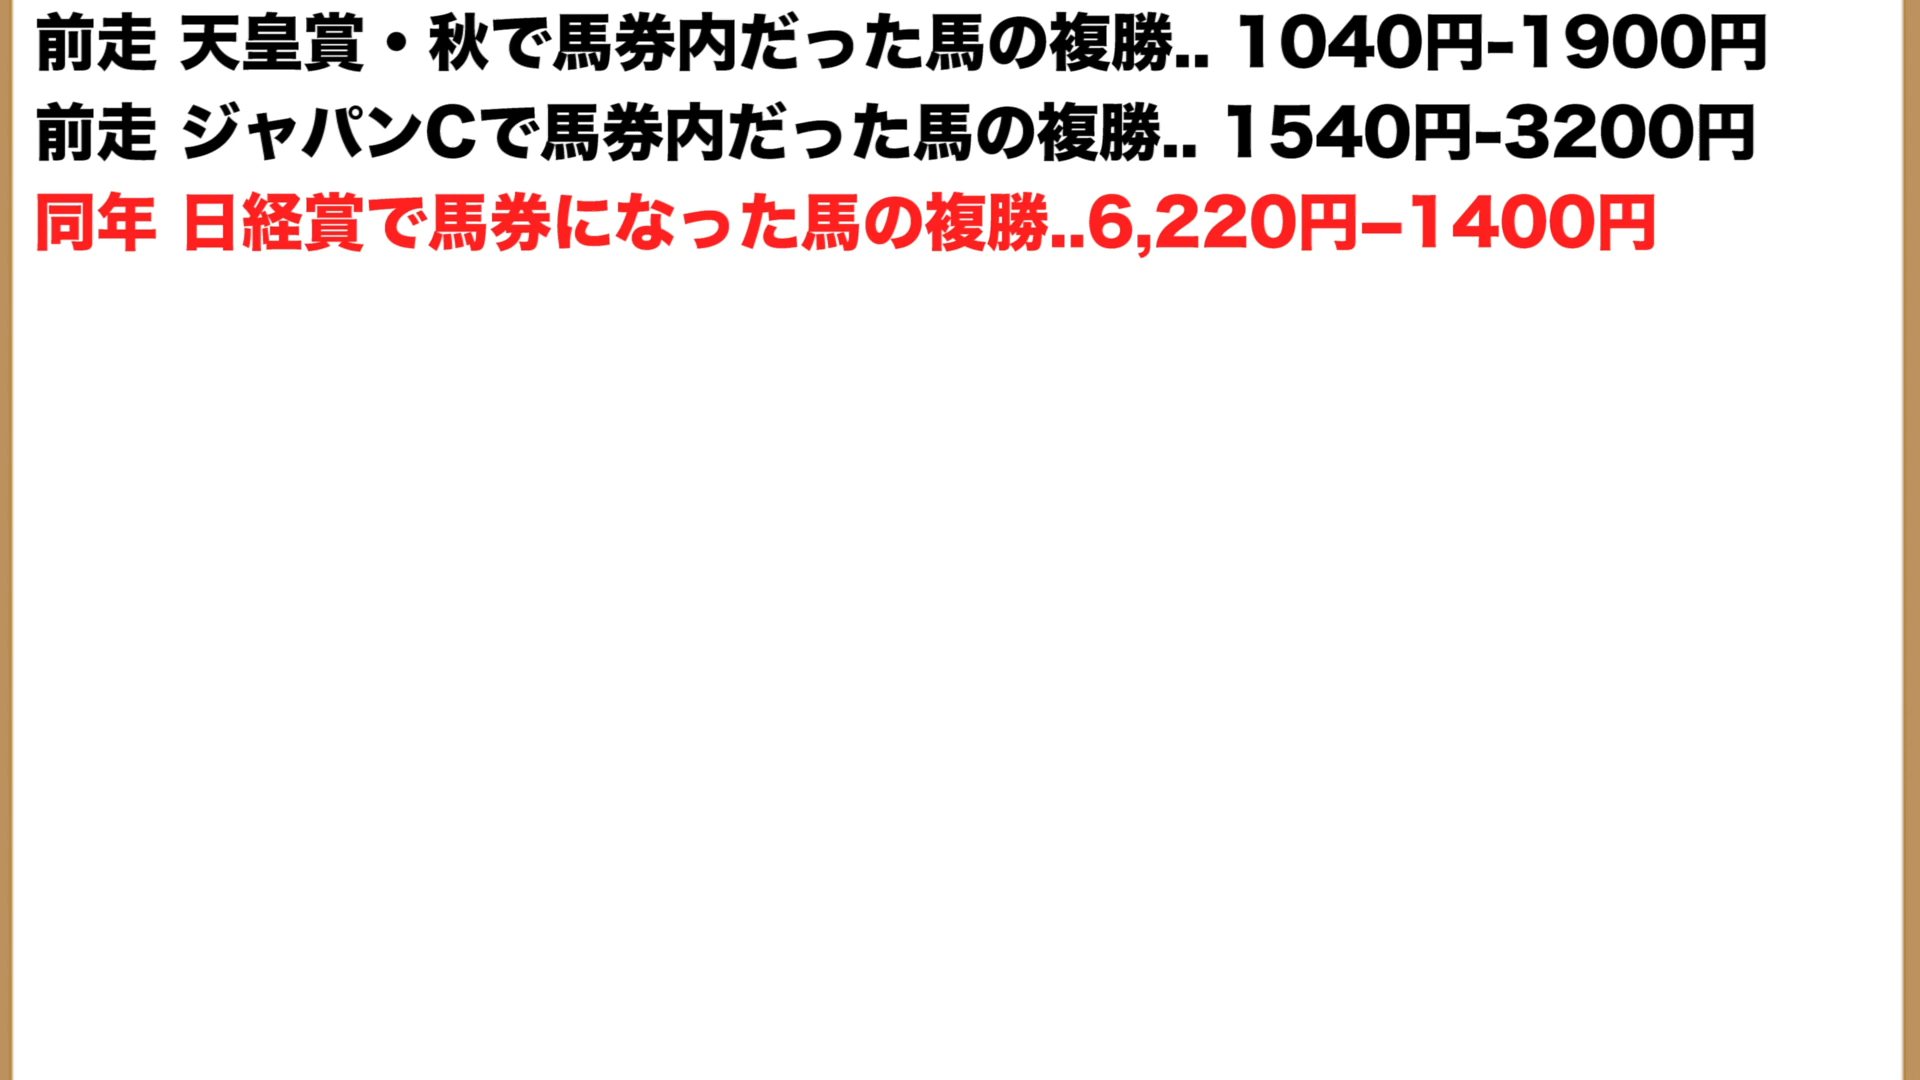 前走 天皇賞・秋で馬券内だった馬の複勝.. 1040円-1900円
前走 ジャパンCで馬券内だった馬の複勝.. 1540円-3200円
同年 日経賞で馬券になった馬の複勝..6,220円–1400円